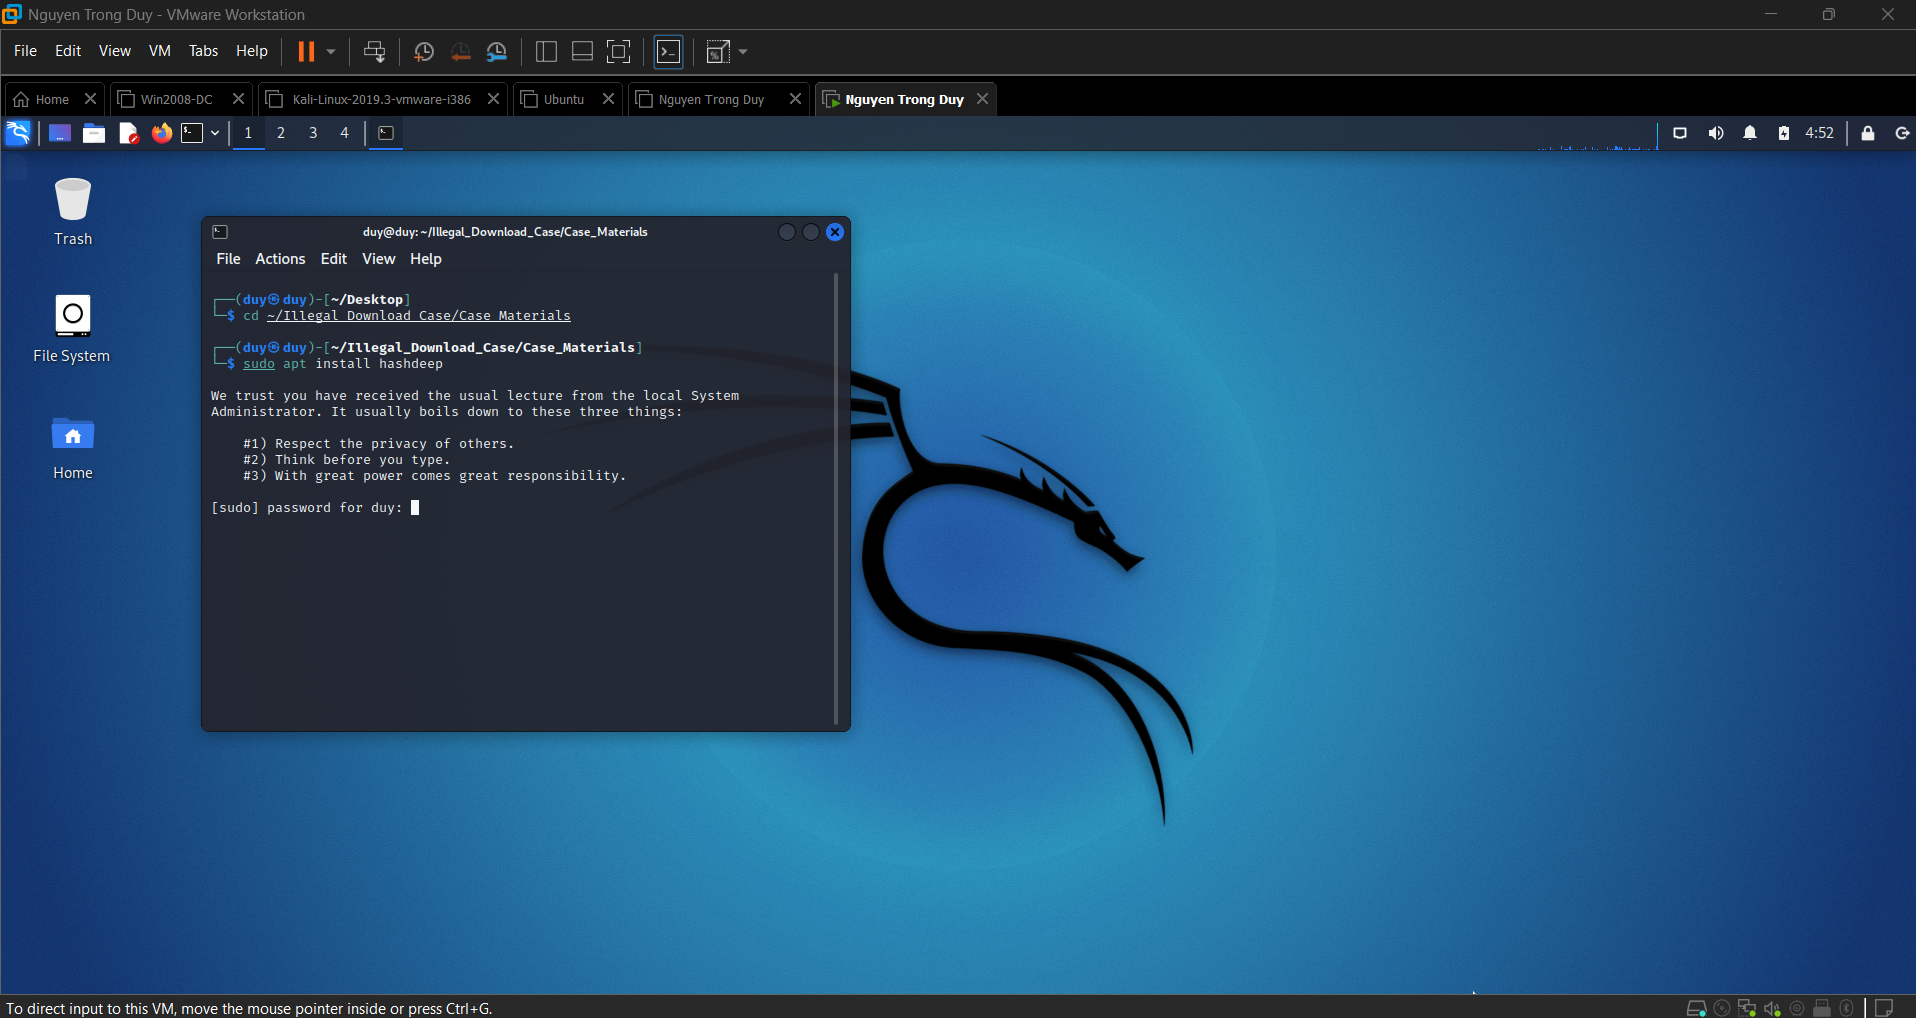 Nguyen Trong Duy - VMware Workstation
File Edit View VM Tabs Help
Home Win2008-DC Kali-Linux-2019.3-vmware-i386 Ubuntu Nguyen Trong Duy Nguyen Trong Duy
1 2 3 4 4:52
Trash
File System
Home
duy@duy: ~/Illegal_Download_Case/Case_Materials
File Actions Edit View Help
┌──(duy㉿duy)-[~/Desktop]
└─$ cd ~/Illegal_Download_Case/Case_Materials
┌──(duy㉿duy)-[~/Illegal_Download_Case/Case_Materials]
└─$ sudo apt install hashdeep
We trust you have received the usual lecture from the local System
Administrator. It usually boils down to these three things:
#1) Respect the privacy of others.
#2) Think before you type.
#3) With great power comes great responsibility.
[sudo] password for duy:
To direct input to this VM, move the mouse pointer inside or press Ctrl+G.